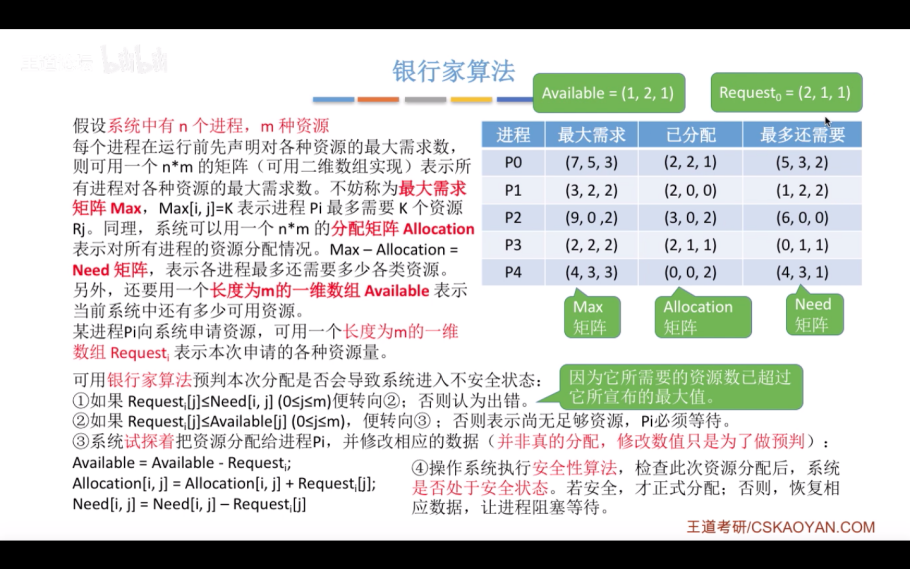 bilibili
银行家算法
Available = (1, 2, 1)
Request₀ = (2, 1, 1)
假设系统中有 n 个进程，m 种资源
每个进程在运行前先声明对各种资源的最大需求数，
则可用一个 n*m 的矩阵（可用二维数组实现）表示所
有进程对各种资源的最大需求数。不妨称为最大需求
矩阵 Max，Max[i, j]=K 表示进程 Pi 最多需要 K 个资源
Rj。同理，系统可以用一个 n*m 的分配矩阵 Allocation
表示对所有进程的资源分配情况。Max – Allocation =
Need 矩阵，表示各进程最多还需要多少各类资源。
另外，还要用一个长度为m的一维数组 Available 表示
当前系统中还有多少可用资源。
某进程Pi向系统申请资源，可用一个长度为m的一维
数组 Requestᵢ 表示本次申请的各种资源量。
进程 最大需求 已分配 最多还需要
P0 (7, 5, 3) (2, 2, 1) (5, 3, 2)
P1 (3, 2, 2) (2, 0, 0) (1, 2, 2)
P2 (9, 0 ,2) (3, 0, 2) (6, 0, 0)
P3 (2, 2, 2) (2, 1, 1) (0, 1, 1)
P4 (4, 3, 3) (0, 0, 2) (4, 3, 1)
Max
矩阵
Allocation
矩阵
Need
矩阵
可用银行家算法预判本次分配是否会导致系统进入不安全状态：
①如果 Requestᵢ[j]≤Need[i, j] (0≤j≤m)便转向②；否则认为出错。
因为它所需要的资源数已超过
它所宣布的最大值。
②如果 Requestᵢ[j]≤Available[j] (0≤j≤m)，便转向③；否则表示尚无足够资源，Pi必须等待。
③系统试探着把资源分配给进程Pi，并修改相应的数据（并非真的分配，修改数值只是为了做预判）：
Available = Available - Requestᵢ;
Allocation[i, j] = Allocation[i, j] + Requestᵢ[j];
Need[i, j] = Need[i, j] – Requestᵢ[j]
④操作系统执行安全性算法，检查此次资源分配后，系统
是否处于安全状态。若安全，才正式分配；否则，恢复相
应数据，让进程阻塞等待。
王道考研/CSKAOYAN.COM